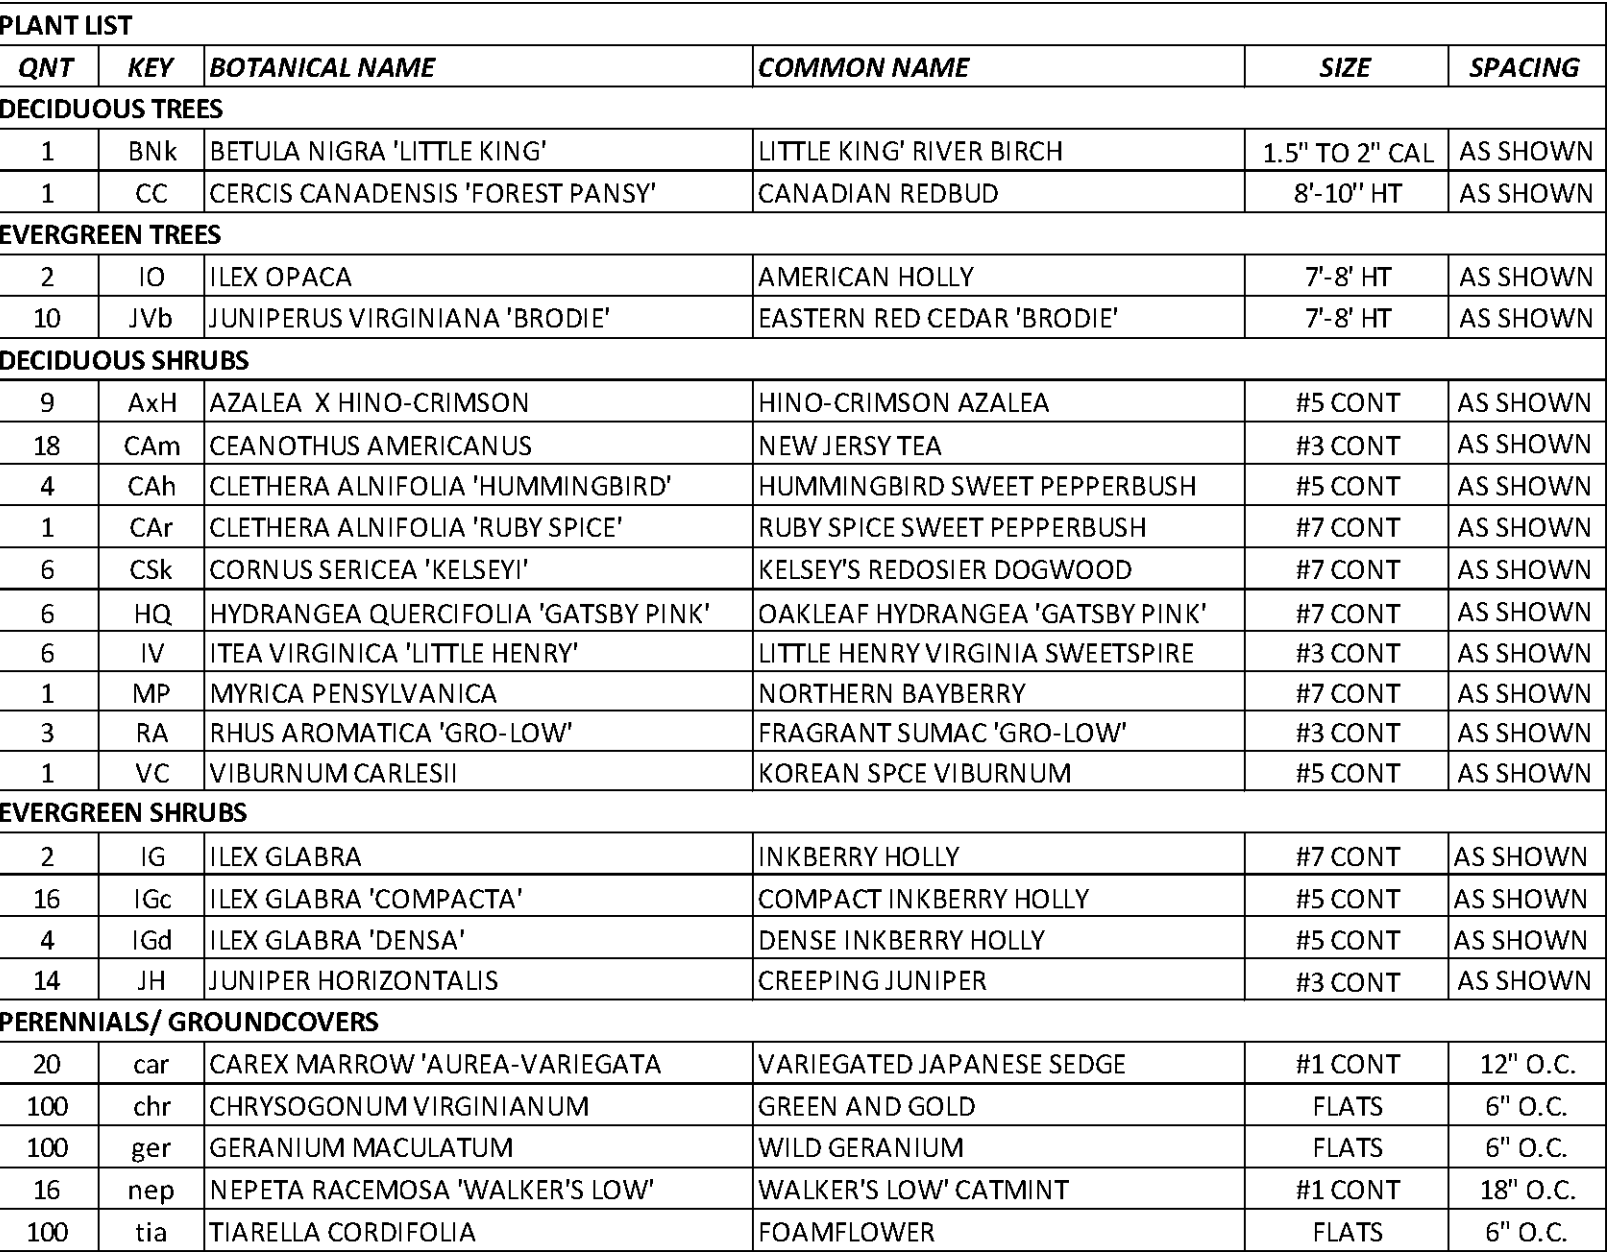 PLANT LIST
QNT KEY BOTANICAL NAME COMMON NAME SIZE SPACING
DECIDUOUS TREES
1 BNk BETULA NIGRA 'LITTLE KING' LITTLE KING' RIVER BIRCH 1.5" TO 2" CAL AS SHOWN
1 CC CERCIS CANADENSIS 'FOREST PANSY' CANADIAN REDBUD 8'-10" HT AS SHOWN
EVERGREEN TREES
2 IO ILEX OPACA AMERICAN HOLLY 7'-8' HT AS SHOWN
10 JVb JUNIPERUS VIRGINIANA 'BRODIE' EASTERN RED CEDAR 'BRODIE' 7'-8' HT AS SHOWN
DECIDUOUS SHRUBS
9 AxH AZALEA X HINO-CRIMSON HINO-CRIMSON AZALEA #5 CONT AS SHOWN
18 CAm CEANOTHUS AMERICANUS NEW JERSY TEA #3 CONT AS SHOWN
4 CAh CLETHERA ALNIFOLIA 'HUMMINGBIRD' HUMMINGBIRD SWEET PEPPERBUSH #5 CONT AS SHOWN
1 CAr CLETHERA ALNIFOLIA 'RUBY SPICE' RUBY SPICE SWEET PEPPERBUSH #7 CONT AS SHOWN
6 CSk CORNUS SERICEA 'KELSEYI' KELSEY'S REDOSIER DOGWOOD #7 CONT AS SHOWN
6 HQ HYDRANGEA QUERCIFOLIA 'GATSBY PINK' OAKLEAF HYDRANGEA 'GATSBY PINK' #7 CONT AS SHOWN
6 IV ITEA VIRGINICA 'LITTLE HENRY' LITTLE HENRY VIRGINIA SWEETSPIRE #3 CONT AS SHOWN
1 MP MYRICA PENSYLVANICA NORTHERN BAYBERRY #7 CONT AS SHOWN
3 RA RHUS AROMATICA 'GRO-LOW' FRAGRANT SUMAC 'GRO-LOW' #3 CONT AS SHOWN
1 VC VIBURNUM CARLESII KOREAN SPCE VIBURNUM #5 CONT AS SHOWN
EVERGREEN SHRUBS
2 IG ILEX GLABRA INKBERRY HOLLY #7 CONT AS SHOWN
16 IGc ILEX GLABRA 'COMPACTA' COMPACT INKBERRY HOLLY #5 CONT AS SHOWN
4 IGd ILEX GLABRA 'DENSA' DENSE INKBERRY HOLLY #5 CONT AS SHOWN
14 JH JUNIPER HORIZONTALIS CREEPING JUNIPER #3 CONT AS SHOWN
PERENNIALS/ GROUNDCOVERS
20 car CAREX MARROW 'AUREA-VARIEGATA VARIEGATED JAPANESE SEDGE #1 CONT 12" O.C.
100 chr CHRYSOGONUM VIRGINIANUM GREEN AND GOLD FLATS 6" O.C.
100 ger GERANIUM MACULATUM WILD GERANIUM FLATS 6" O.C.
16 nep NEPETA RACEMOSA 'WALKER'S LOW' WALKER'S LOW' CATMINT #1 CONT 18" O.C.
100 tia TIARELLA CORDIFOLIA FOAMFLOWER FLATS 6" O.C.